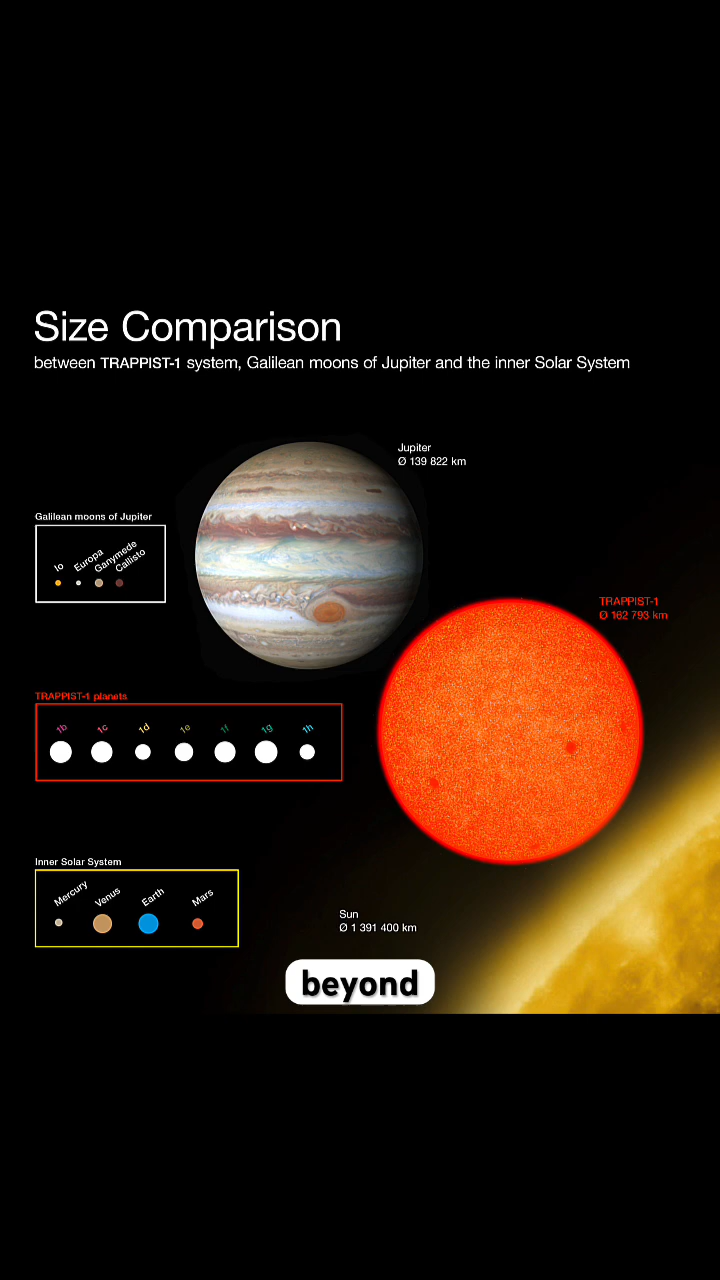 Size Comparison
between TRAPPIST-1 system, Galilean moons of Jupiter and the inner Solar System
Jupiter
Ø 139 822 km
Galilean moons of Jupiter
Io Europa Ganymede Callisto
TRAPPIST-1
Ø 162 793 km
TRAPPIST-1 planets
1b 1c 1d 1e 1f 1g 1h
Inner Solar System
Mercury Venus Earth Mars
Sun
Ø 1 391 400 km
beyond